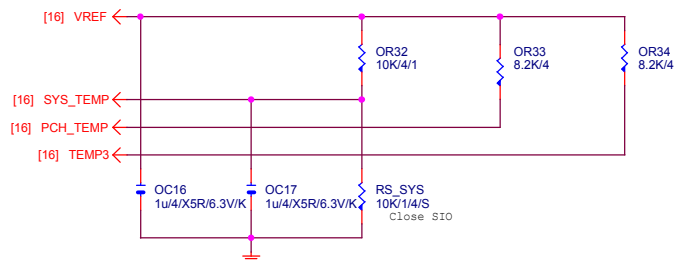 [16] VREF
OR32
10K/4/1
OR33
8.2K/4
OR34
8.2K/4
[16] SYS_TEMP
[16] PCH_TEMP
[16] TEMP3
OC16
1u/4/X5R/6.3V/K
OC17
1u/4/X5R/6.3V/K
RS_SYS
10K/1/4/S
Close SIO